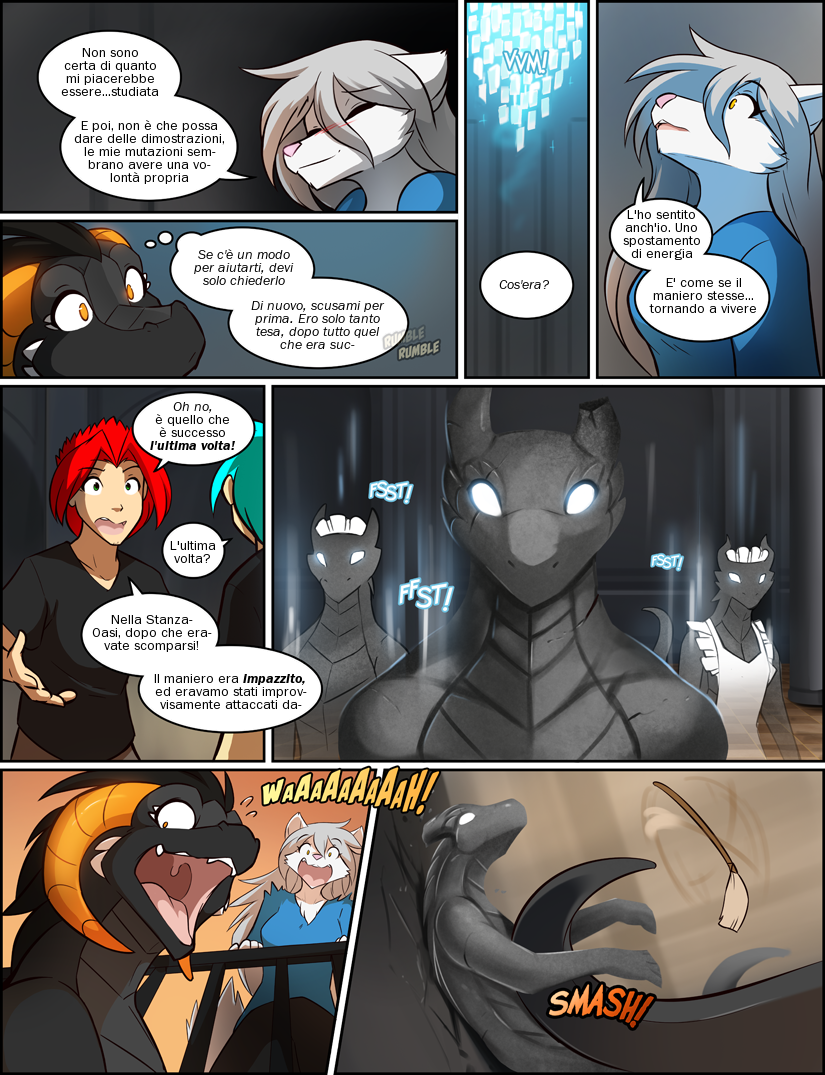 Non sono
certa di quanto
mi piacerebbe
essere...studiata
E poi, non è che possa
dare delle dimostrazioni,
le mie mutazioni sem-
brano avere una vo-
lontà propria
VVM!
Cos'era?
L'ho sentito
anch'io. Uno
spostamento
di energia
E' come se il
maniero stesse...
tornando a vivere
Se c'è un modo
per aiutarti, devi
solo chiederlo
Di nuovo, scusami per
prima. Ero solo tanto
tesa, dopo tutto quel
che era suc-
RUMBLE
RUMBLE
Oh no,
è quello che
è successo
l'ultima volta!
L'ultima
volta?
Nella Stanza-
Oasi, dopo che era-
vate scomparsi!
Il maniero era impazzito,
ed eravamo stati improv-
visamente attaccati da-
FSST!
FFST!
FSST!
WAAAAAAAAH!
SMASH!